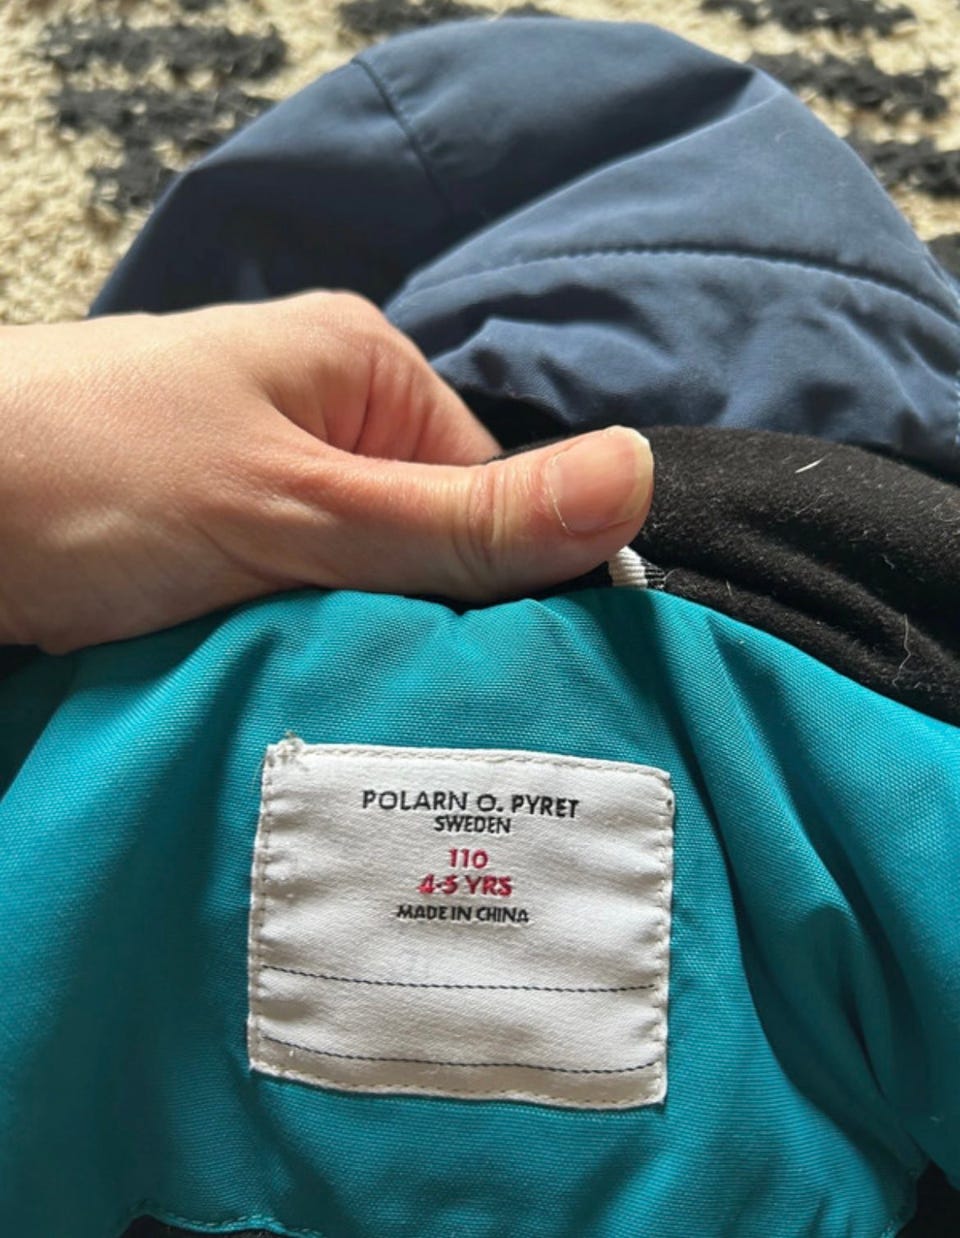 POLARN O. PYRET
SWEDEN
110
4-5 YRS
MADE IN CHINA